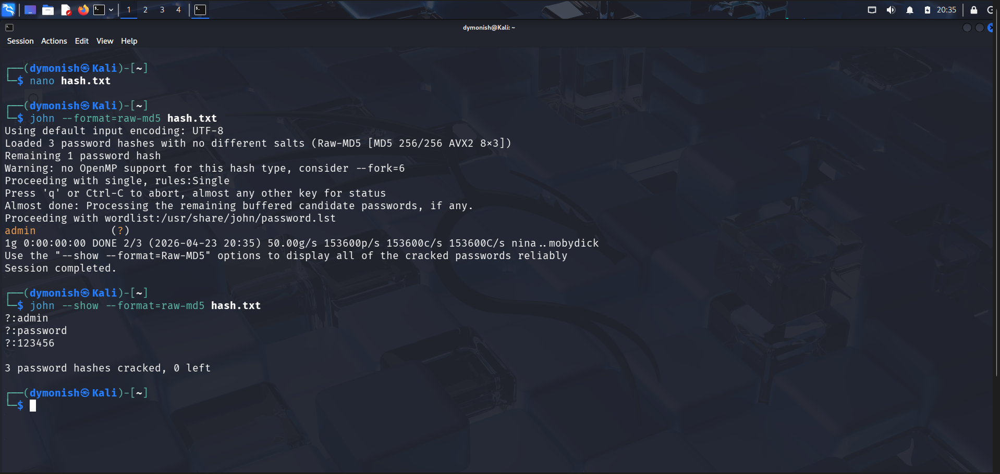 1 2 3 4 20:35
dymonish@Kali: ~
Session Actions Edit View Help
┌──(dymonish㉿Kali)-[~]
└─$ nano hash.txt
┌──(dymonish㉿Kali)-[~]
└─$ john --format=raw-md5 hash.txt
Using default input encoding: UTF-8
Loaded 3 password hashes with no different salts (Raw-MD5 [MD5 256/256 AVX2 8×3])
Remaining 1 password hash
Warning: no OpenMP support for this hash type, consider --fork=6
Proceeding with single, rules:Single
Press 'q' or Ctrl-C to abort, almost any other key for status
Almost done: Processing the remaining buffered candidate passwords, if any.
Proceeding with wordlist:/usr/share/john/password.lst
admin            (?)
1g 0:00:00:00 DONE 2/3 (2026-04-23 20:35) 50.00g/s 153600p/s 153600c/s 153600C/s nina..mobydick
Use the "--show --format=Raw-MD5" options to display all of the cracked passwords reliably
Session completed.
┌──(dymonish㉿Kali)-[~]
└─$ john --show --format=raw-md5 hash.txt
?:admin
?:password
?:123456
3 password hashes cracked, 0 left
┌──(dymonish㉿Kali)-[~]
└─$